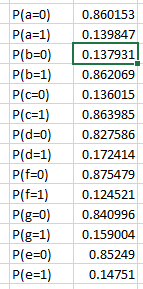 P(a=0) 0.860153
P(a=1) 0.139847
P(b=0) 0.137931
P(b=1) 0.862069
P(c=0) 0.136015
P(c=1) 0.863985
P(d=0) 0.827586
P(d=1) 0.172414
P(f=0) 0.875479
P(f=1) 0.124521
P(g=0) 0.840996
P(g=1) 0.159004
P(e=0) 0.85249
P(e=1) 0.14751